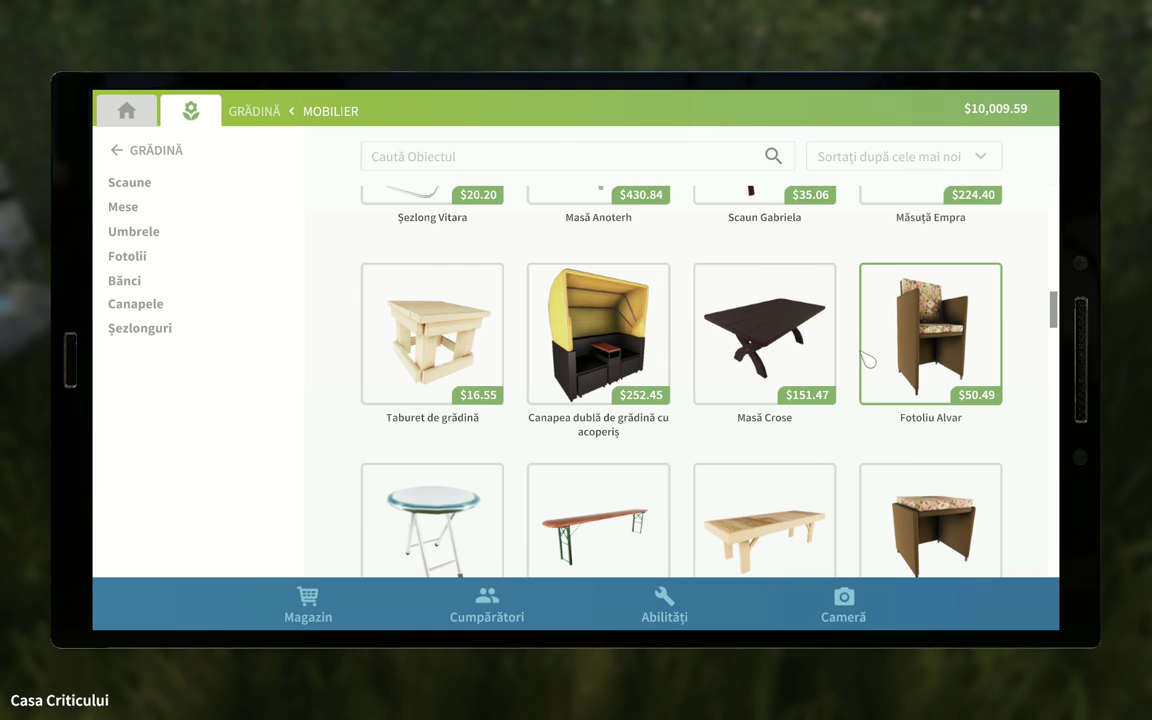 GRĂDINĂ < MOBILIER
$10,009.59
GRĂDINĂ
Scaune
Mese
Umbrele
Fotolii
Bănci
Canapele
Șezlonguri
Caută Obiectul
Sortați după cele mai noi
$20.20
$430.84
$35.06
$224.40
Șezlong Vitara
Masă Anoterh
Scaun Gabriela
Măsuță Empra
$16.55
$252.45
$151.47
$50.49
Taburet de grădină
Canapea dublă de grădină cu
acoperiș
Masă Crose
Fotoliu Alvar
Magazin
Cumpărători
Abilități
Cameră
Casa Criticului